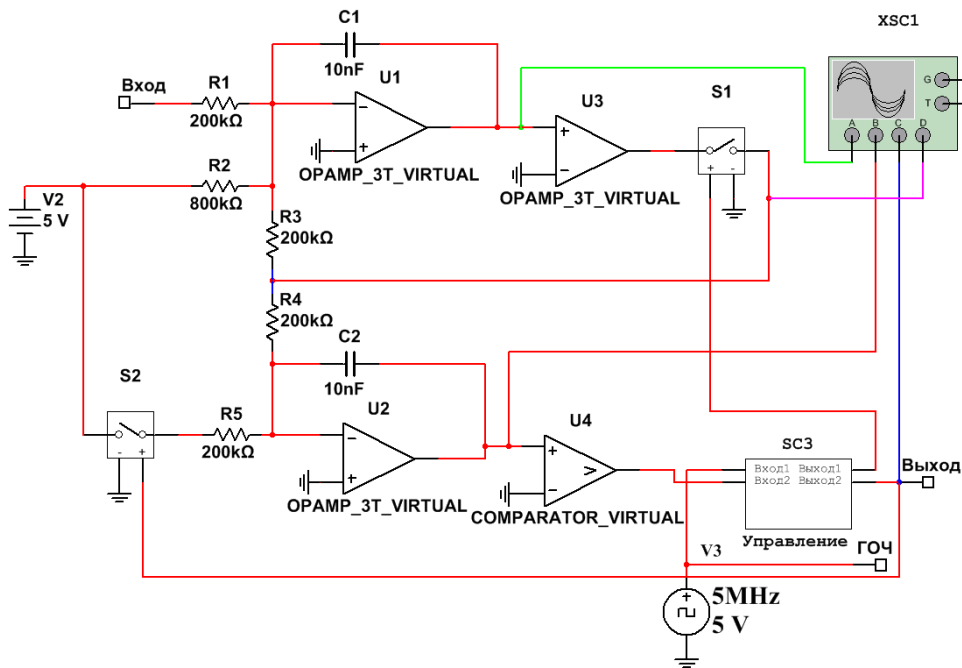 XSC1
G
T
A
B
C
D
C1
10nF
Вход
R1
200kΩ
U1
OPAMP_3T_VIRTUAL
U3
OPAMP_3T_VIRTUAL
S1
R2
800kΩ
V2
5 V
R3
200kΩ
R4
200kΩ
C2
10nF
S2
R5
200kΩ
U2
OPAMP_3T_VIRTUAL
U4
COMPARATOR_VIRTUAL
SC3
Вход1 Выход1
Вход2 Выход2
Управление
Выход
ГОЧ
V3
5MHz
5 V